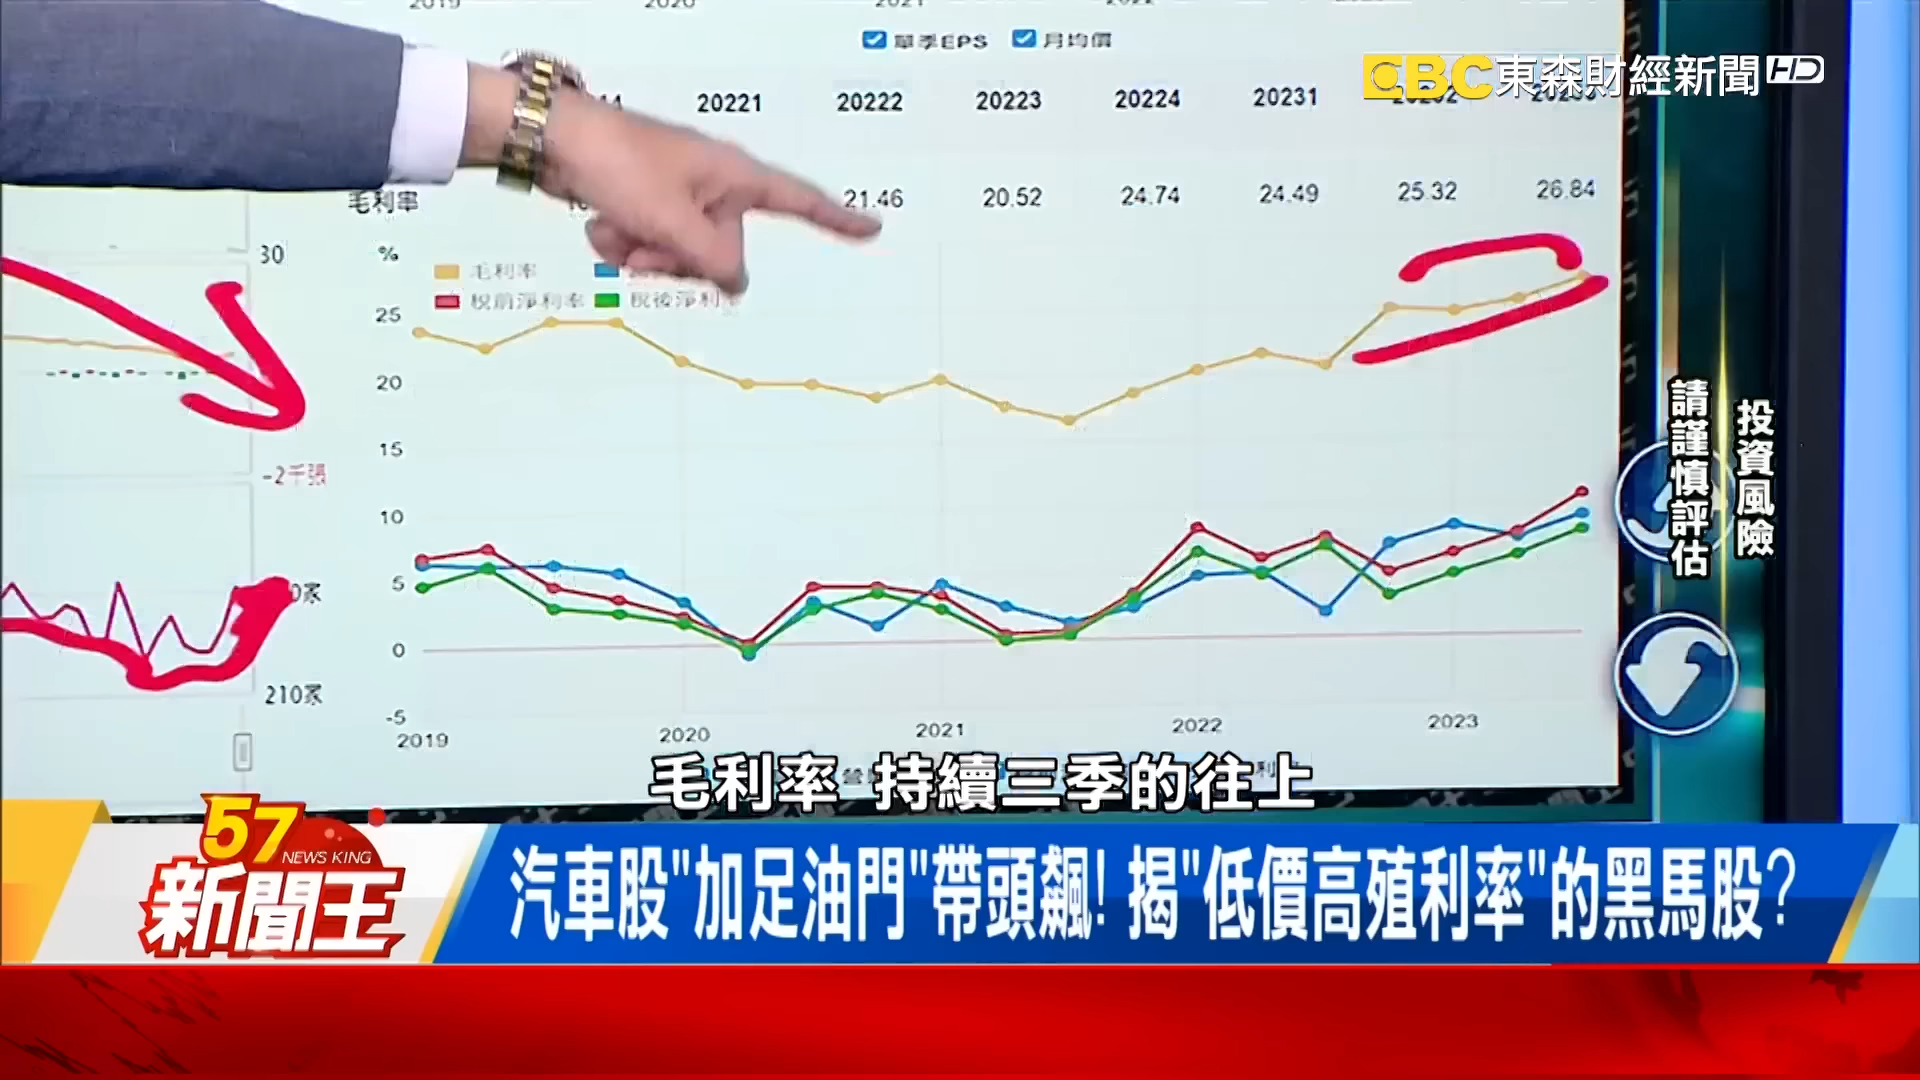 2019 2020 2021 2022
單季EPS 月均價
EBC東森財經新聞HD
20221 20222 20223 20224 20231
毛利率 21.46 20.52 24.74 24.49 25.32 26.84
30
%
毛利率
稅前淨利率 稅後淨利率
25
20
15
10
5
0
-5
-2千張
210家
2019 2020 2021 2022 2023
投資風險
請謹慎評估
毛利率 持續三季的往上
57
NEWS KING
新聞王
汽車股"加足油門"帶頭飆! 揭"低價高殖利率"的黑馬股?